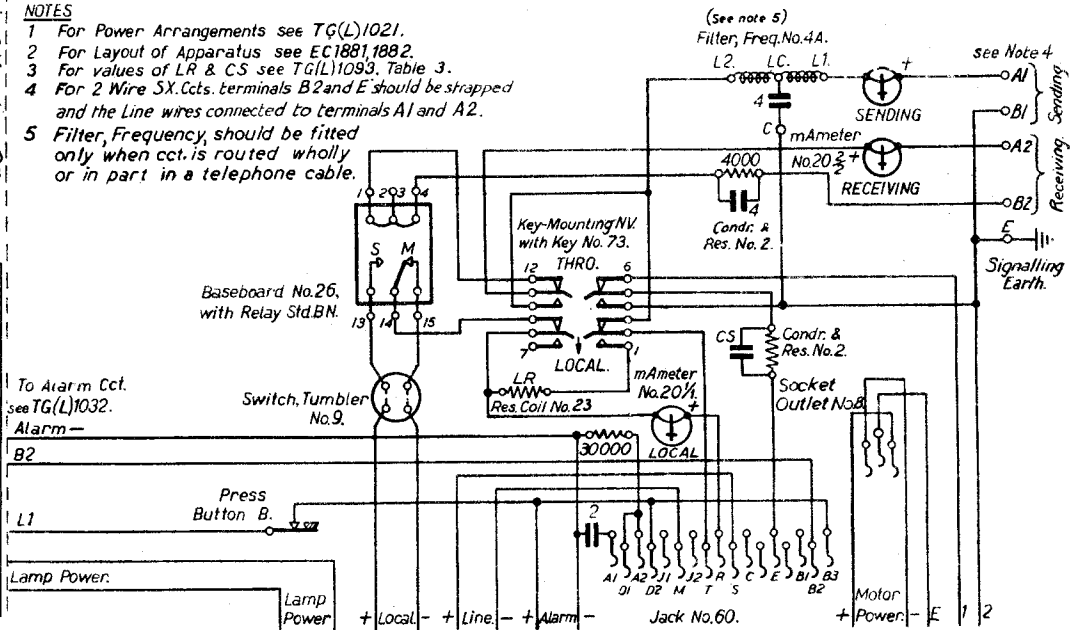 NOTES
1 For Power Arrangements see TG(L)1021.
2 For Layout of Apparatus see EC1881,1882.
3 For values of LR & CS see TG(L)1093. Table 3.
4 For 2 Wire SX.Ccts. terminals B2 and E should be strapped
and the Line wires connected to terminals A1 and A2.
5 Filter, Frequency, should be fitted
only when cct. is routed wholly
or in part in a telephone cable.
(See note 5)
Filter, Freq. No. 4A.
L2. LC. L1.
+
see Note 4
A1
B1
Sending
4
C
SENDING
mAmeter
No. 20 2/2
+
RECEIVING
A2
B2
Receiving
4000
4
Condr. &
Res. No. 2.
E
Signalling
Earth.
1 2 3 4
S M
13 14 15
Baseboard No. 26,
with Relay Std. BN.
Key-Mounting NV.
with Key No. 73.
THRO.
12 6
7 1
LOCAL.
LR
Res. Coil No. 23
mAmeter
No. 20 1/1
+
LOCAL
CS
Condr. &
Res. No. 2.
Socket
Outlet No. 8.
Switch, Tumbler
No. 9.
To Alarm Cct.
see TG(L)1032.
Alarm -
B2
30000
Press
Button B.
L1
2
A1 A2 J1 J2 R C E B1 B3
D1 D2 M T S B2
Lamp Power.
Lamp
Power
+ Local -
+ Line. -
+ Alarm -
Jack No. 60.
Motor
+ Power. -
E
1
2